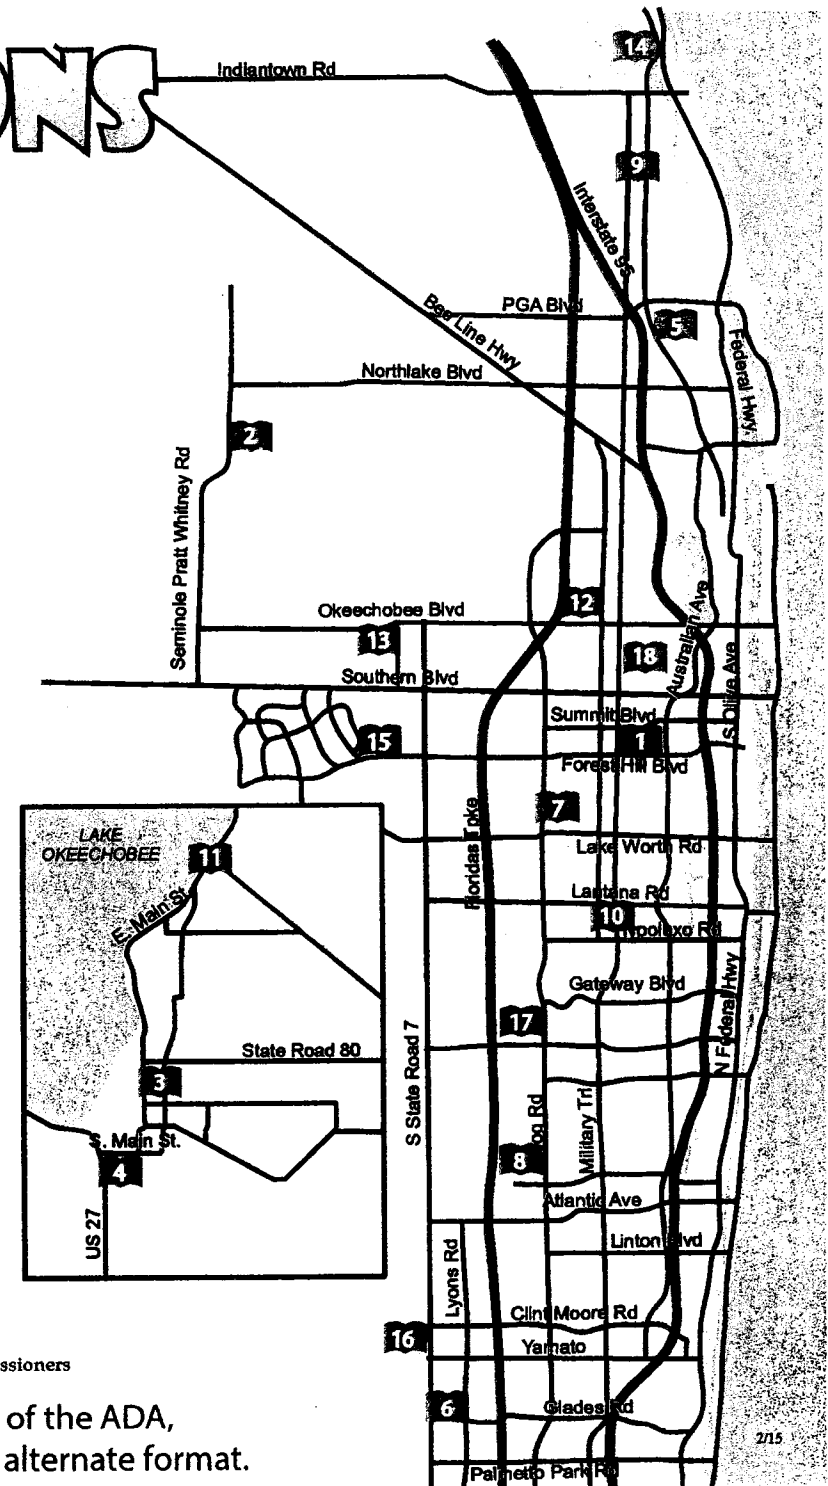 ONS
Indiantown Rd
14
9
Interstate 95
PGA Blvd
5
Bee Line Hwy
Federal Hwy.
Northlake Blvd
2
Seminole Pratt Whitney Rd
12
Okeechobee Blvd
13
Australian Ave
18
Southern Blvd
S Olive Ave
Summit Blvd
15
1
Forest Hill Blvd
7
Floridas Tpke
LAKE
OKEECHOBEE
11
Lake Worth Rd
E. Main St.
Lantana Rd
10
Gateway Blvd
17
N Federal Hwy
S State Road 7
State Road 80
3
Military Trl
8
S. Main St.
4
Atlantic Ave
US 27
Linton Blvd
Lyons Rd
Clint Moore Rd
16
Yamato
ssioners
6
Glades Rd
of the ADA,
2/15
alternate format.
Palmetto Park Rd